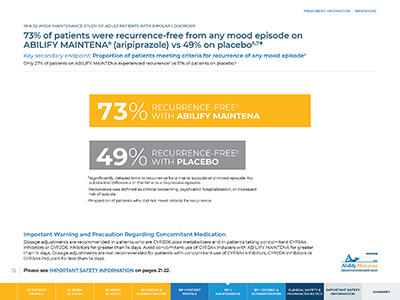 PRESCRIBING INFORMATION | REFERENCES
IN A 52-WEEK MAINTENANCE STUDY OF ADULT PATIENTS WITH BIPOLAR I DISORDER
73% of patients were recurrence-free from any mood episode on
ABILIFY MAINTENA® (aripiprazole) vs 49% on placebo
Key secondary endpoint: Proportion of patients meeting criteria for recurrence of any mood episode
Only 27% of patients on ABILIFY MAINTENA experienced recurrence vs 51% of patients on placebo.
73% RECURRENCE-FREE†
WITH ABILIFY MAINTENA
49% RECURRENCE-FREE†
WITH PLACEBO
Significantly delayed time to recurrence for a manic episode and mixed episode. No
substantial difference in the time to a depressive episode.
Recurrence was defined as clinical worsening, psychiatric hospitalization, or increased
risk of suicide.
Proportion of patients who did not meet criteria for recurrence.
Important Warning and Precaution Regarding Concomitant Medication
Dosage adjustments are recommended in patients who are CYP2D6 poor metabolizers and in patients taking concomitant CYP3A4
inhibitors or CYP2D6 inhibitors for greater than 14 days. Avoid concomitant use of CYP3A4 inducers with ABILIFY MAINTENA for greater
than 14 days. Dosage adjustments are not recommended for patients with concomitant use of CYP3A4 inhibitors, CYP2D6 inhibitors or
CYP3A4 inducers for less than 14 days.
Abilify Maintena
Please see IMPORTANT SAFETY INFORMATION on pages 21-22.
PATIENT
PROFILE
DOSING &
ADMINISTRATION
BP-I PATIENT
PROFILE
BP-I
MAINTENANCE
BP-I DOSING &
ADMINISTRATION
CLINICAL SAFETY &
PHARMACEUTICS
IMPORTANT SAFETY
INFORMATION
SUMMARY